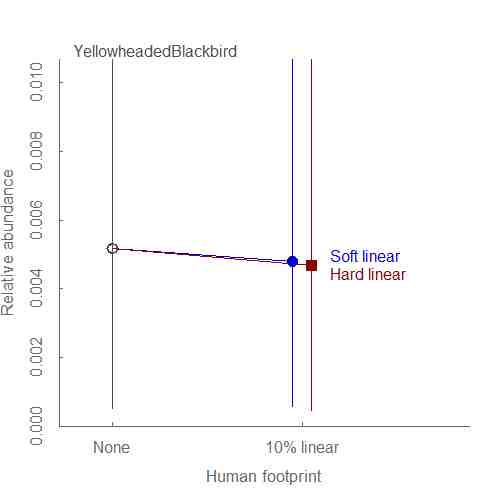 YellowheadedBlackbird
0.010
0.008
0.006
0.004
0.002
0.000
Relative abundance
Soft linear
Hard linear
None
10% linear
Human footprint